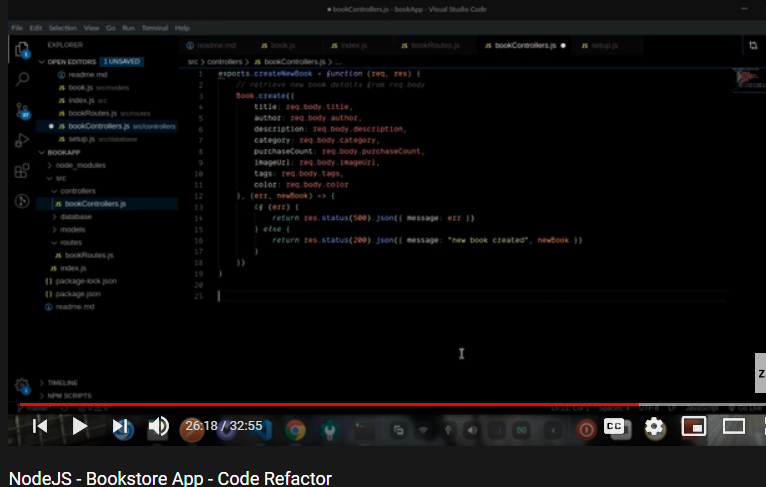 bookControllers.js - bookApp - Visual Studio Code
File Edit Selection View Go Run Terminal Help
EXPLORER
readme.md book.js index.js bookRoutes.js bookControllers.js setup.js
OPEN EDITORS 1 UNSAVED
src > controllers > JS bookControllers.js > ...
readme.md
JS book.js src/models
JS index.js src
JS bookRoutes.js src/routes
JS bookControllers.js src/controllers
JS setup.js src/database
BOOKAPP
node_modules
src
controllers
JS bookControllers.js
database
models
routes
JS bookRoutes.js
JS index.js
{} package-lock.json
{} package.json
readme.md
TIMELINE
NPM SCRIPTS
1 exports.createNewBook = function (req, res) {
2 // retrieve new book details from req.body
3 Book.create({
4 title: req.body.title,
5 author: req.body.author,
6 description: req.body.description,
7 category: req.body.category,
8 purchaseCount: req.body.purchaseCount,
9 imageUrl: req.body.imageUrl,
10 tags: req.body.tags,
11 color: req.body.color
12 }, (err, newBook) => {
13 if (err) {
14 return res.status(500).json({ message: err })
15 } else {
16 return res.status(200).json({ message: "new book created", newBook })
17 }
18 })
19 }
20
21
Z
26:18 / 32:55
CC
NodeJS - Bookstore App - Code Refactor